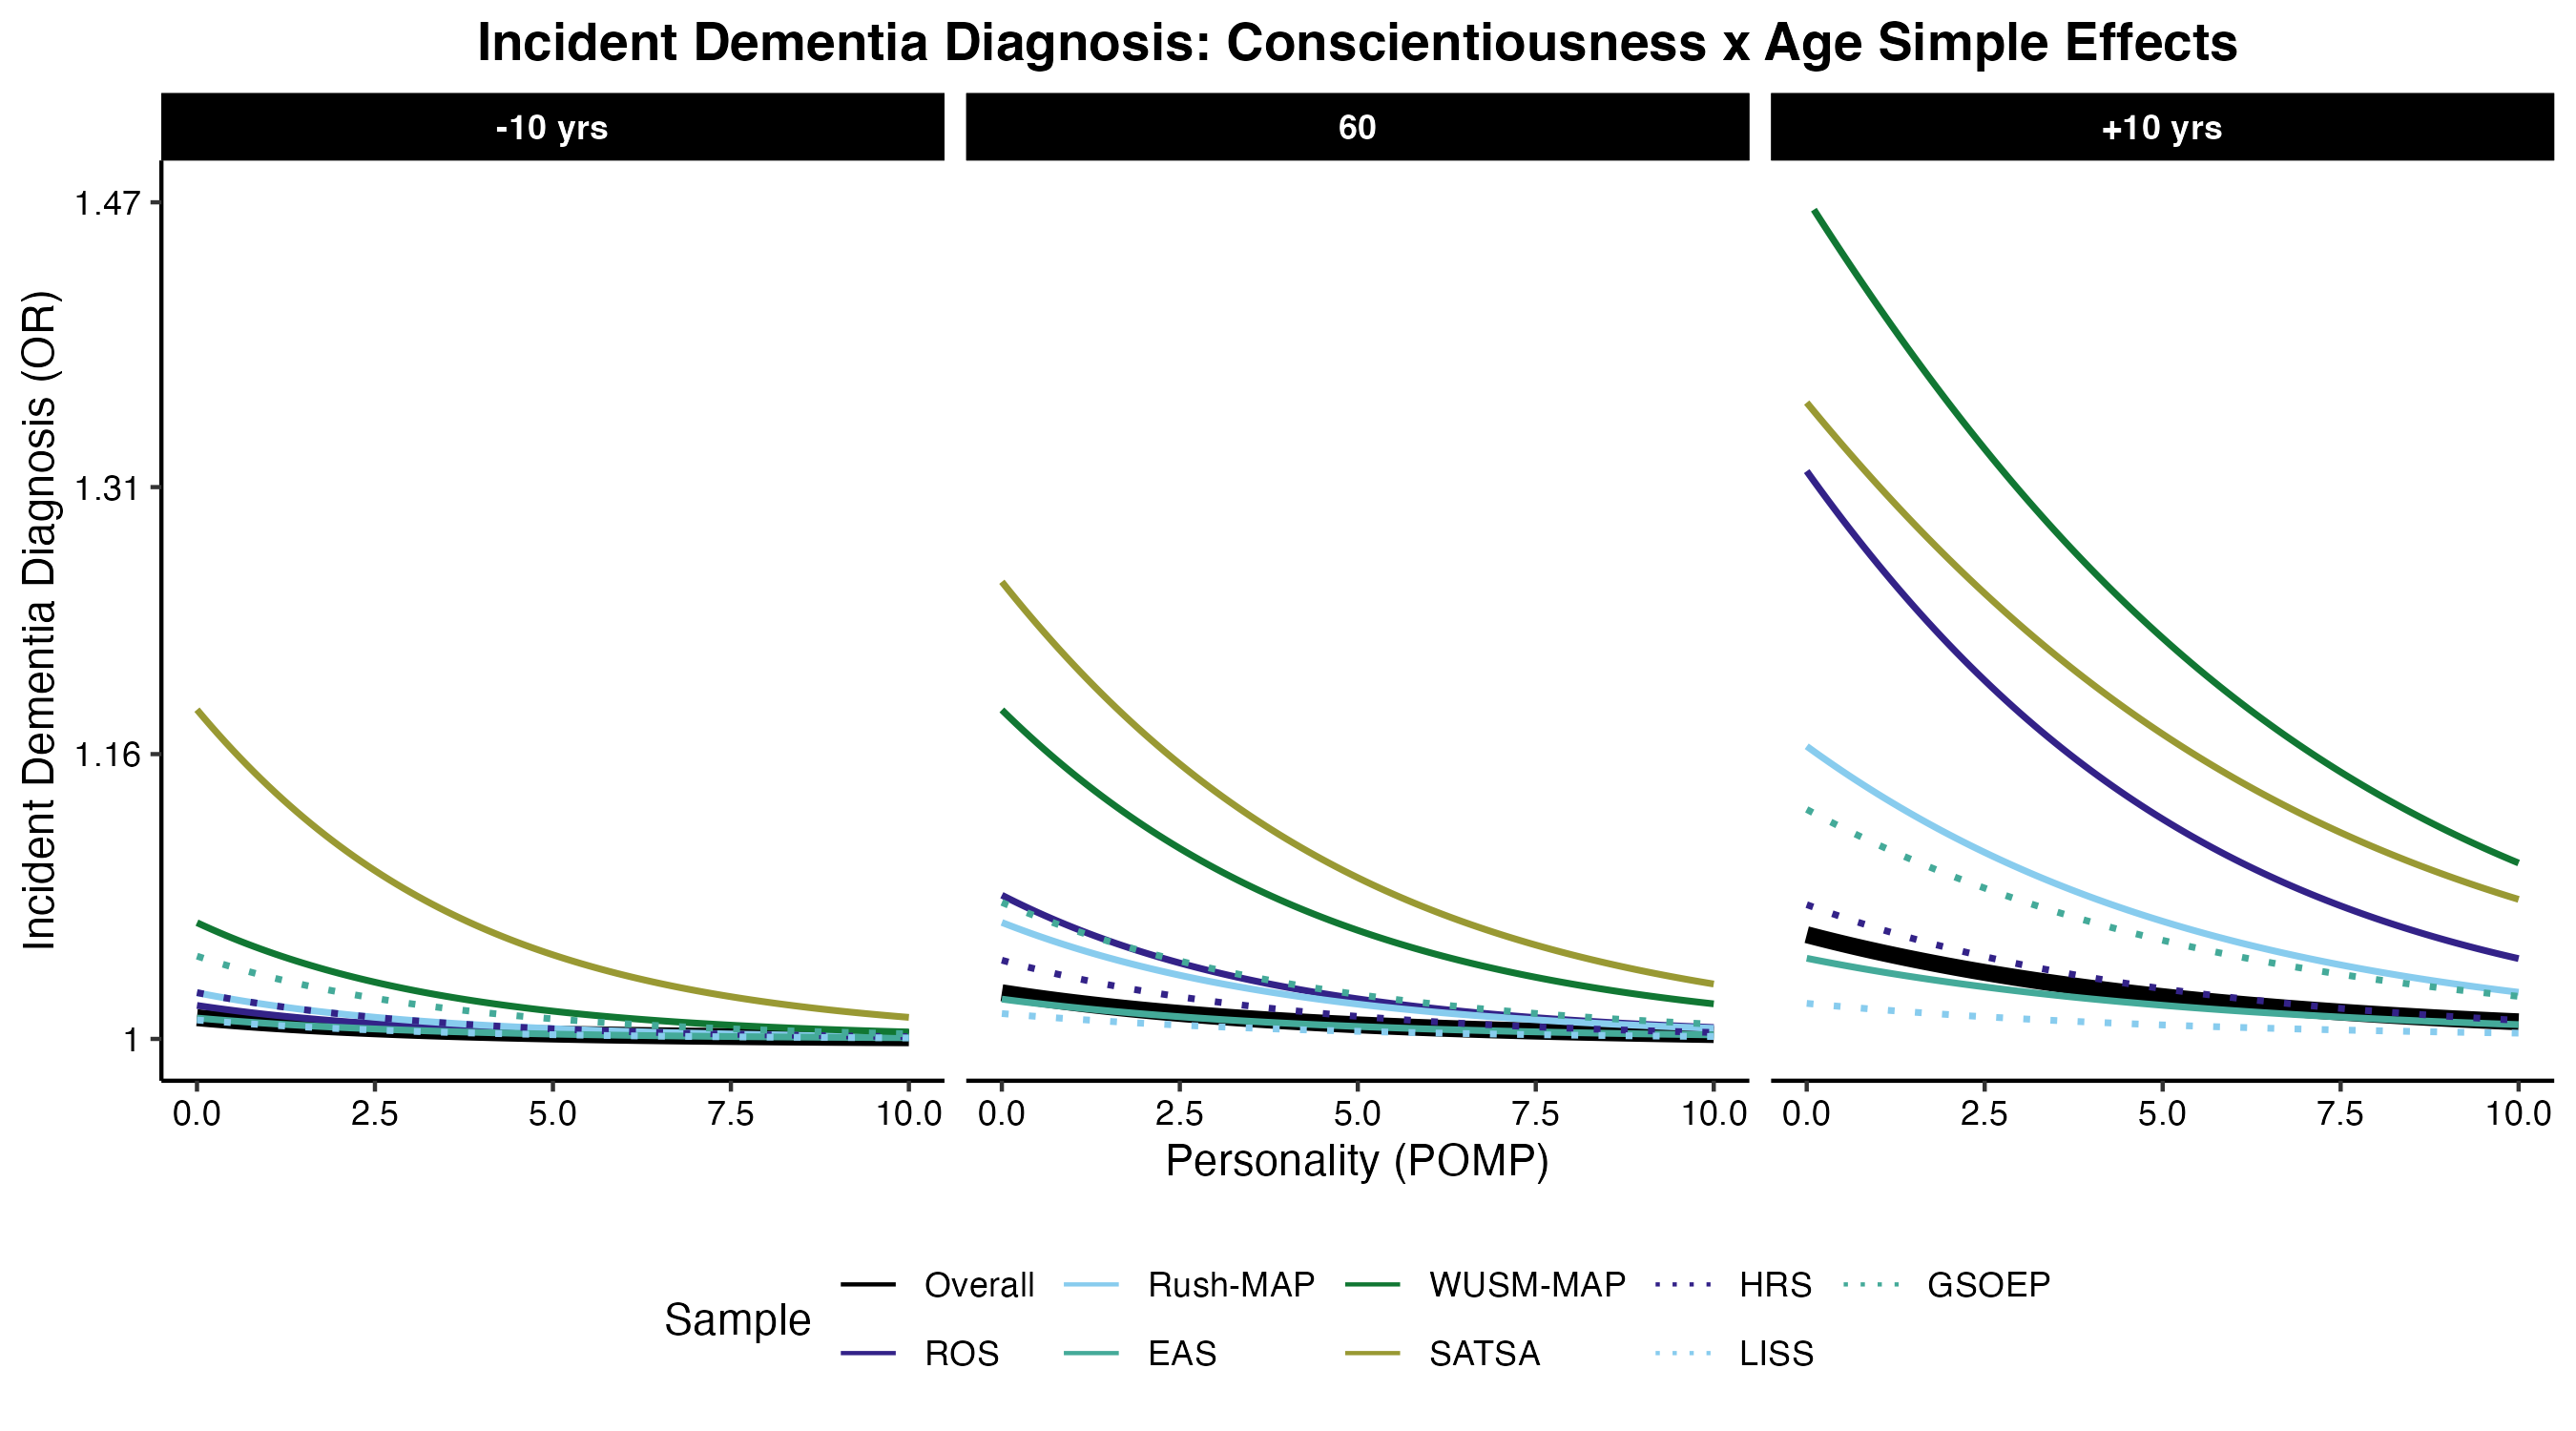 Incident Dementia Diagnosis: Conscientiousness x Age Simple Effects
-10 yrs
60
+10 yrs
Incident Dementia Diagnosis (OR)
1.47
1.31
1.16
1
0.0 2.5 5.0 7.5 10.0
0.0 2.5 5.0 7.5 10.0
0.0 2.5 5.0 7.5 10.0
Personality (POMP)
Sample
Overall Rush-MAP WUSM-MAP HRS GSOEP
ROS EAS SATSA LISS